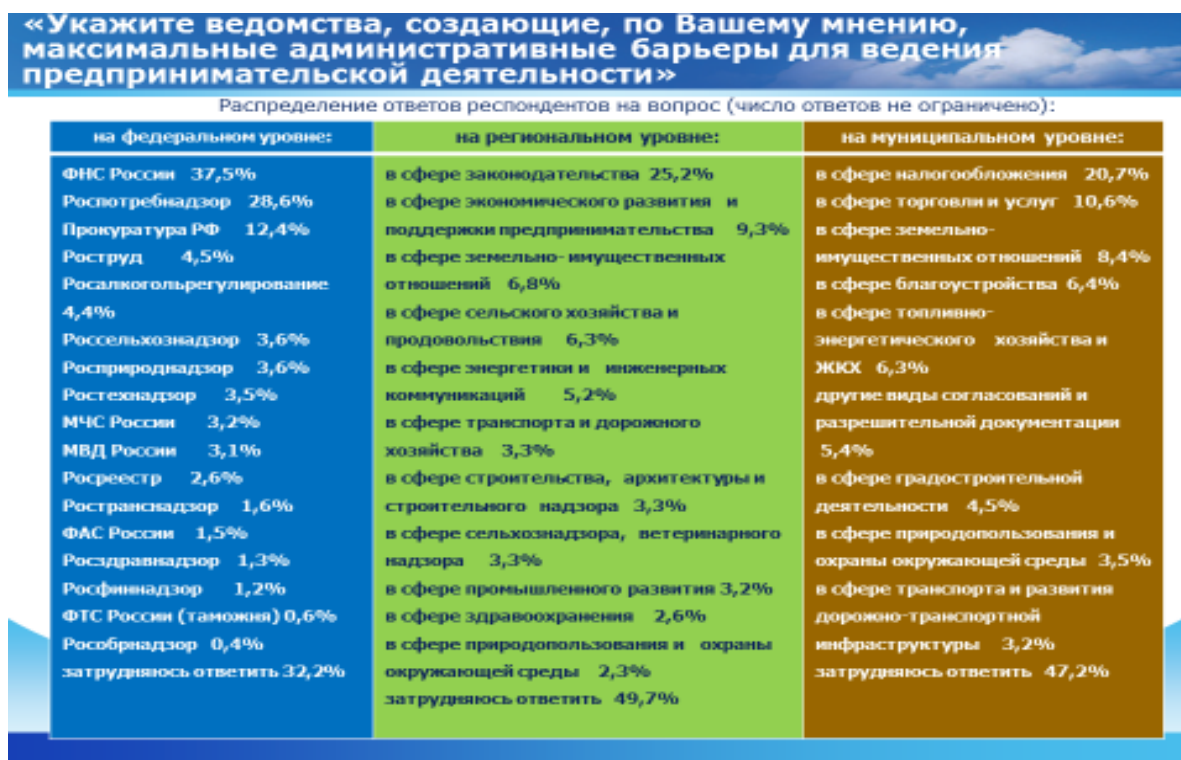 «Укажите ведомства, создающие, по Вашему мнению,
максимальные административные барьеры для ведения
предпринимательской деятельности»
Распределение ответов респондентов на вопрос (число ответов не ограничено):
на федеральном уровне:
ФНС России 37,5%
Роспотребнадзор 28,6%
Прокуратура РФ 12,4%
Роструд 4,5%
Росалкогольрегулирование
4,4%
Россельхознадзор 3,6%
Росприроднадзор 3,6%
Ростехнадзор 3,5%
МЧС России 3,2%
МВД России 3,1%
Росреестр 2,6%
Ространснадзор 1,6%
ФАС России 1,5%
Росздравнадзор 1,3%
Росфиннадзор 1,2%
ФТС России (таможня) 0,6%
Рособрнадзор 0,4%
затрудняюсь ответить 32,2%
на региональном уровне:
в сфере законодательства 25,2%
в сфере экономического развития и
поддержки предпринимательства 9,3%
в сфере земельно- имущественных
отношений 6,8%
в сфере сельского хозяйства и
продовольствия 6,3%
в сфере энергетики и инженерных
коммуникаций 5,2%
в сфере транспорта и дорожного
хозяйства 3,3%
в сфере строительства, архитектуры и
строительного надзора 3,3%
в сфере сельхознадзора, ветеринарного
надзора 3,3%
в сфере промышленного развития 3,2%
в сфере здравоохранения 2,6%
в сфере природопользования и охраны
окружающей среды 2,3%
затрудняюсь ответить 49,7%
на муниципальном уровне:
в сфере налогообложения 20,7%
в сфере торговли и услуг 10,6%
в сфере земельно-
имущественных отношений 8,4%
в сфере благоустройства 6,4%
в сфере топливно-
энергетического хозяйства и
ЖКХ 6,3%
другие виды согласований и
разрешительной документации
5,4%
в сфере градостроительной
деятельности 4,5%
в сфере природопользования и
охраны окружающей среды 3,5%
в сфере транспорта и развития
дорожно-транспортной
инфраструктуры 3,2%
затрудняюсь ответить 47,2%